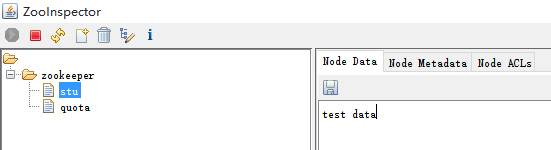 ZooInspector
zookeeper
stu
quota
Node Data Node Metadata Node ACLs
test data